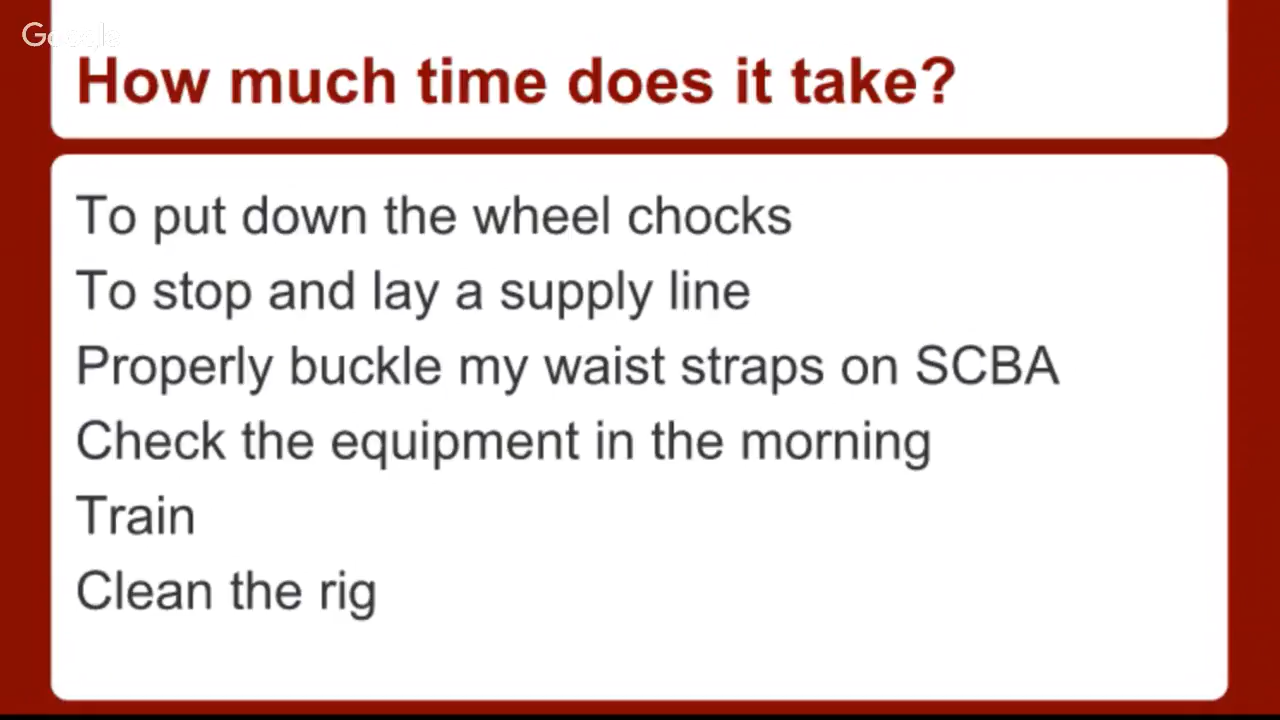 Google
How much time does it take?
To put down the wheel chocks
To stop and lay a supply line
Properly buckle my waist straps on SCBA
Check the equipment in the morning
Train
Clean the rig